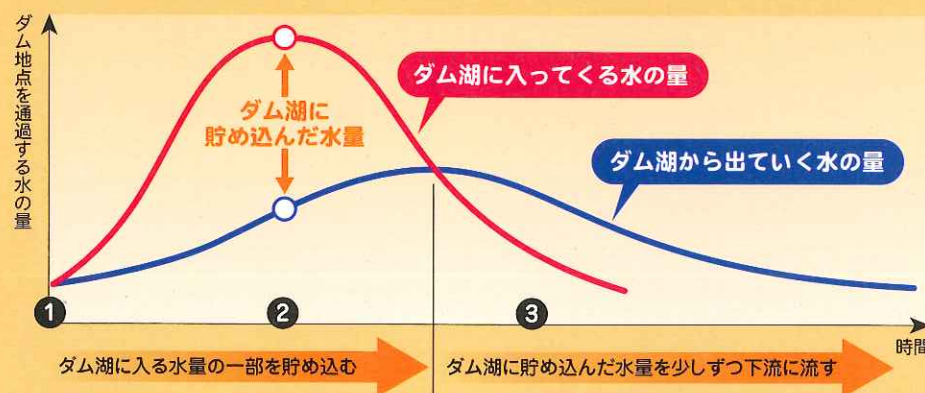 ダム地点を通過する水の量
ダム湖に入ってくる水の量
ダム湖に
貯め込んだ水量
ダム湖から出ていく水の量
1
2
3
時間
ダム湖に入る水量の一部を貯め込む
ダム湖に貯め込んだ水量を少しずつ下流に流す